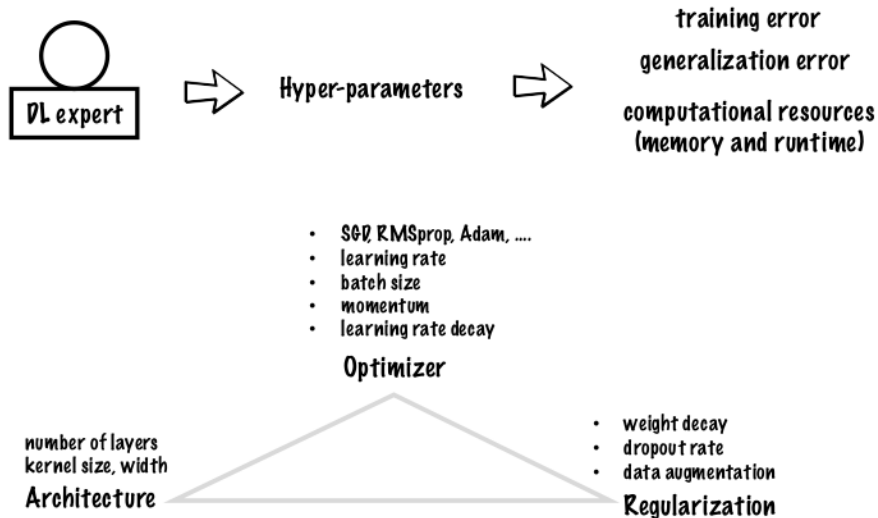 training error
generalization error
DL expert
Hyper-parameters
computational resources
(memory and runtime)
• SGD, RMSprop, Adam, ....
• learning rate
• batch size
• momentum
• learning rate decay
Optimizer
number of layers
kernel size, width
Architecture
• weight decay
• dropout rate
• data augmentation
Regularization